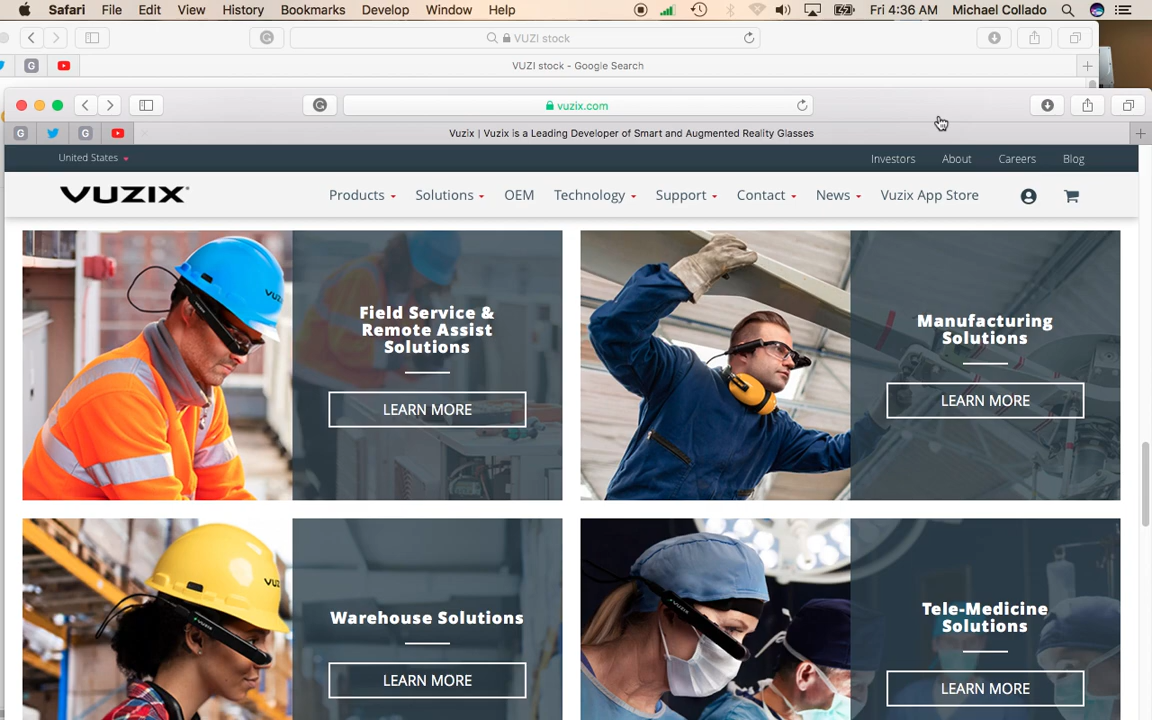 Safari File Edit View History Bookmarks Develop Window Help Fri 4:36 AM Michael Collado
VUZI stock
VUZI stock - Google Search
vuzix.com
Vuzix | Vuzix is a Leading Developer of Smart and Augmented Reality Glasses
United States Investors About Careers Blog
VUZIX Products Solutions OEM Technology Support Contact News Vuzix App Store
Field Service &
Remote Assist
Solutions
LEARN MORE
Manufacturing
Solutions
LEARN MORE
Warehouse Solutions
LEARN MORE
Tele-Medicine
Solutions
LEARN MORE